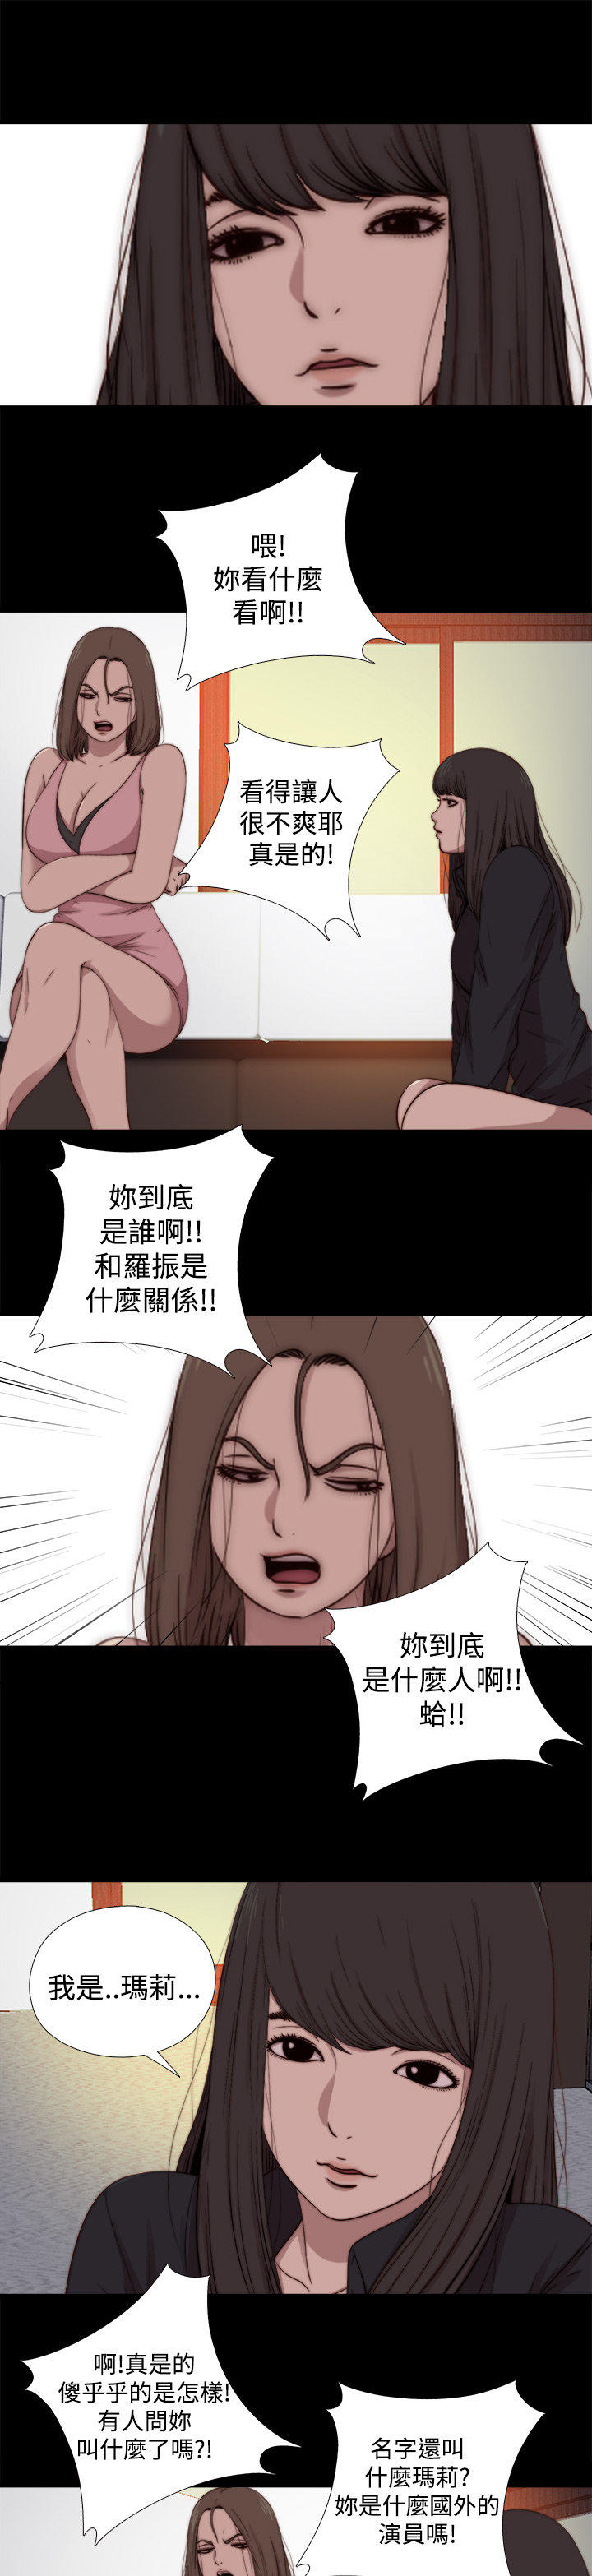 喂!
妳看什麼
看啊!!
看得讓人
很不爽耶
真是的!
妳到底
是誰啊!!
和羅振是
什麼關係!!
妳到底
是什麼人啊!!
蛤!!
我是..瑪莉...
啊!真是的
傻乎乎的是怎樣!
有人問妳
叫什麼了嗎?!
名字還叫
什麼瑪莉?
妳是什麼國外的
演員嗎!